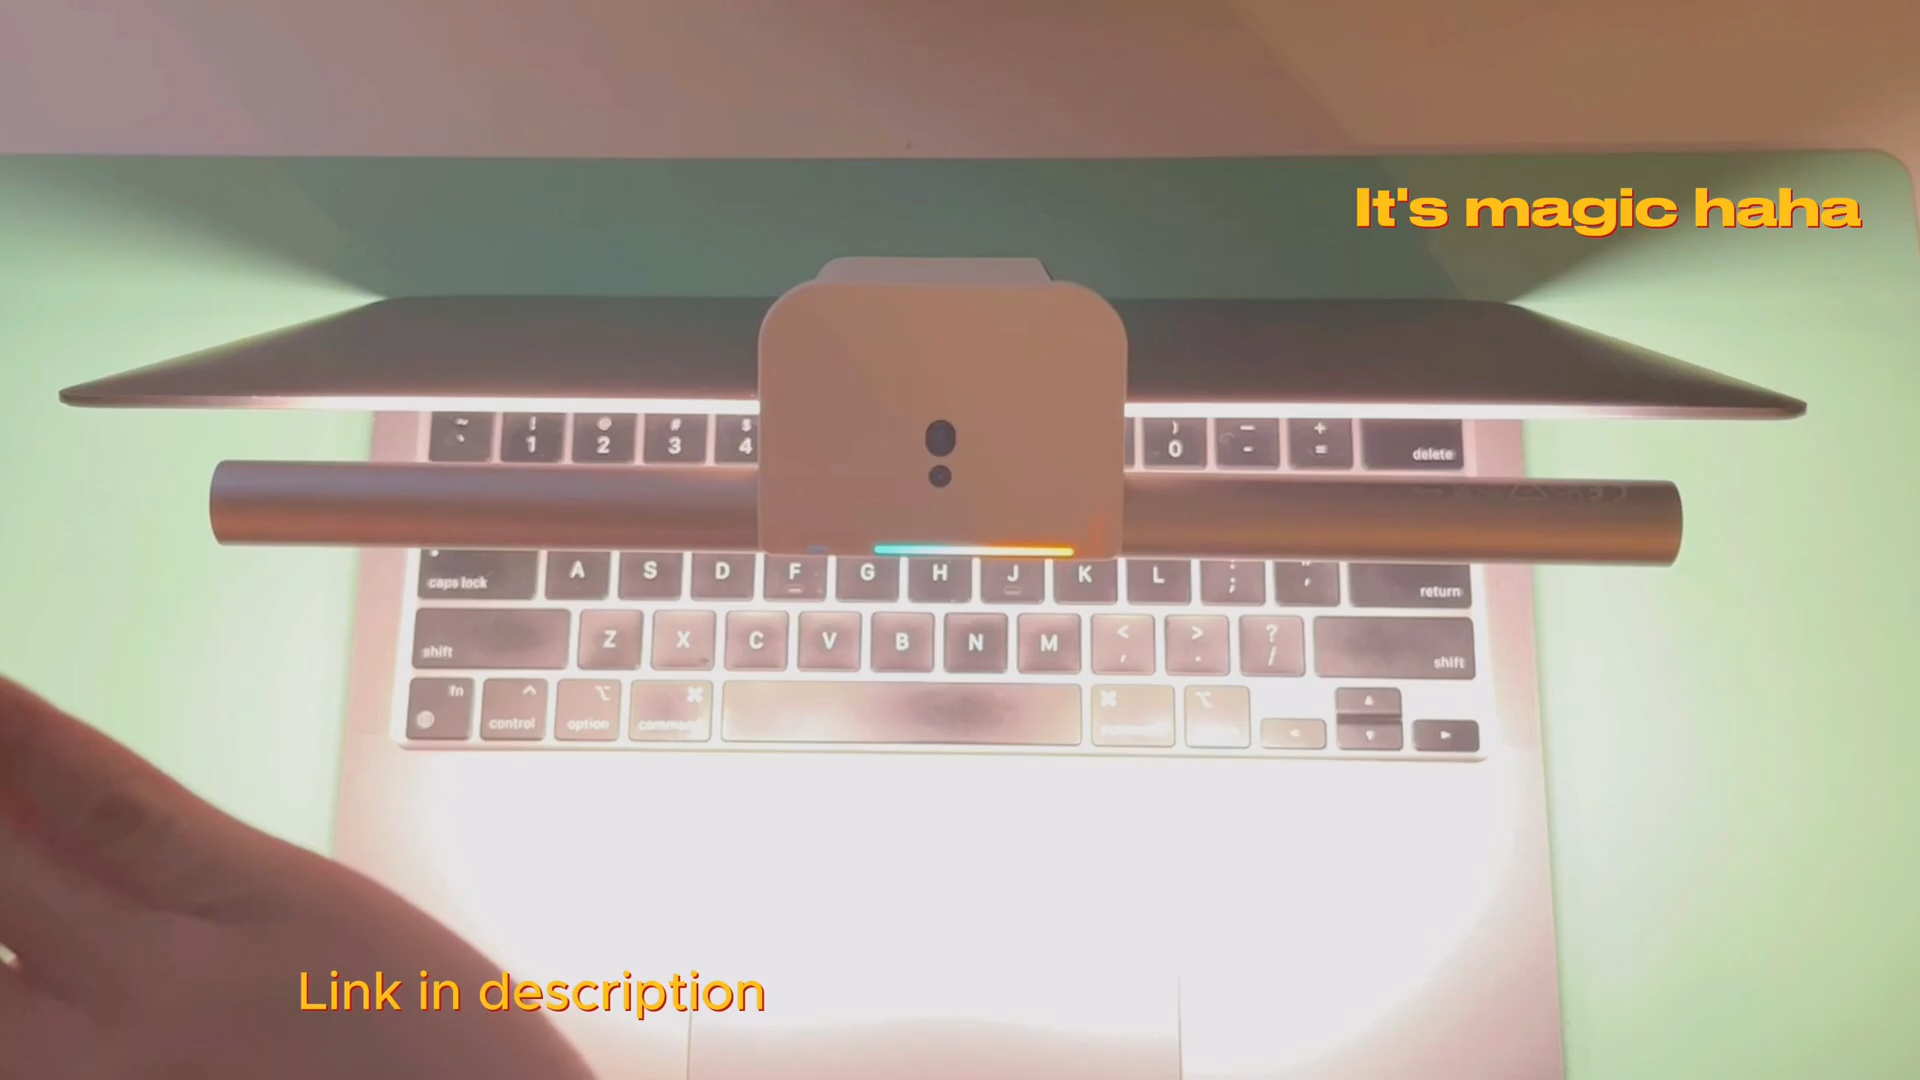 It's magic haha
~ ` ! 1 @ 2 # 3 $ 4 ) 0 _ - + = delete
caps lock A S D F G H J K L : ; " ' return
shift Z X C V B N M < , > . ? / shift
fn control option command
Link in description